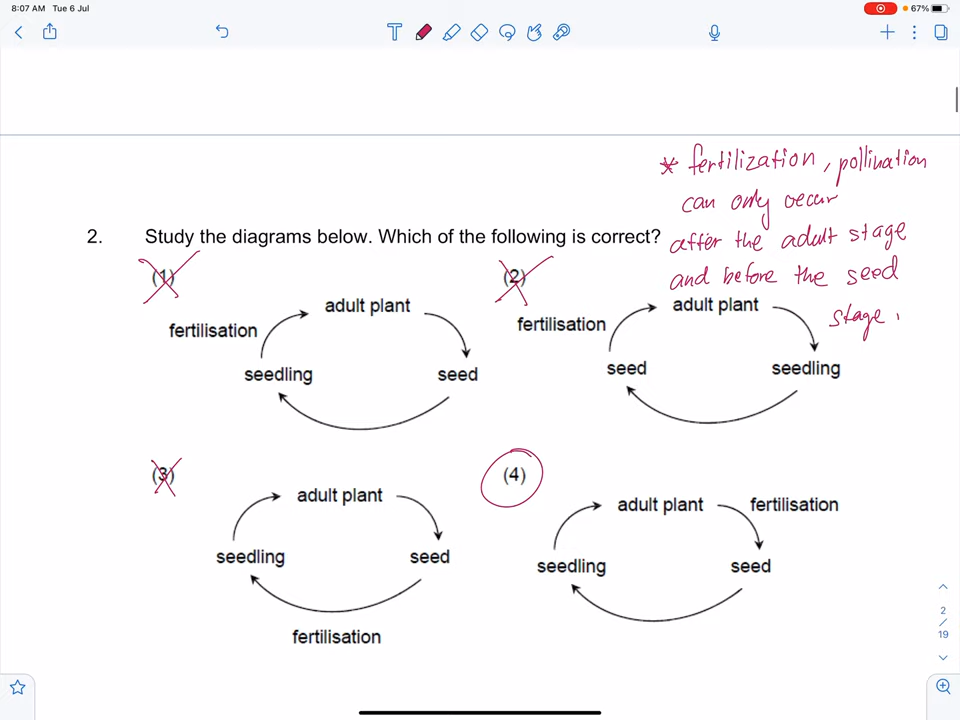 8:07 AM Tue 6 Jul
67%
* fertilization, pollination
can only occur
after the adult stage
and before the seed
stage.
2. Study the diagrams below. Which of the following is correct?
(1)
adult plant
fertilisation
seedling
seed
(2)
adult plant
fertilisation
seed
seedling
(3)
adult plant
seedling
seed
fertilisation
(4)
adult plant
fertilisation
seedling
seed
2
/
19